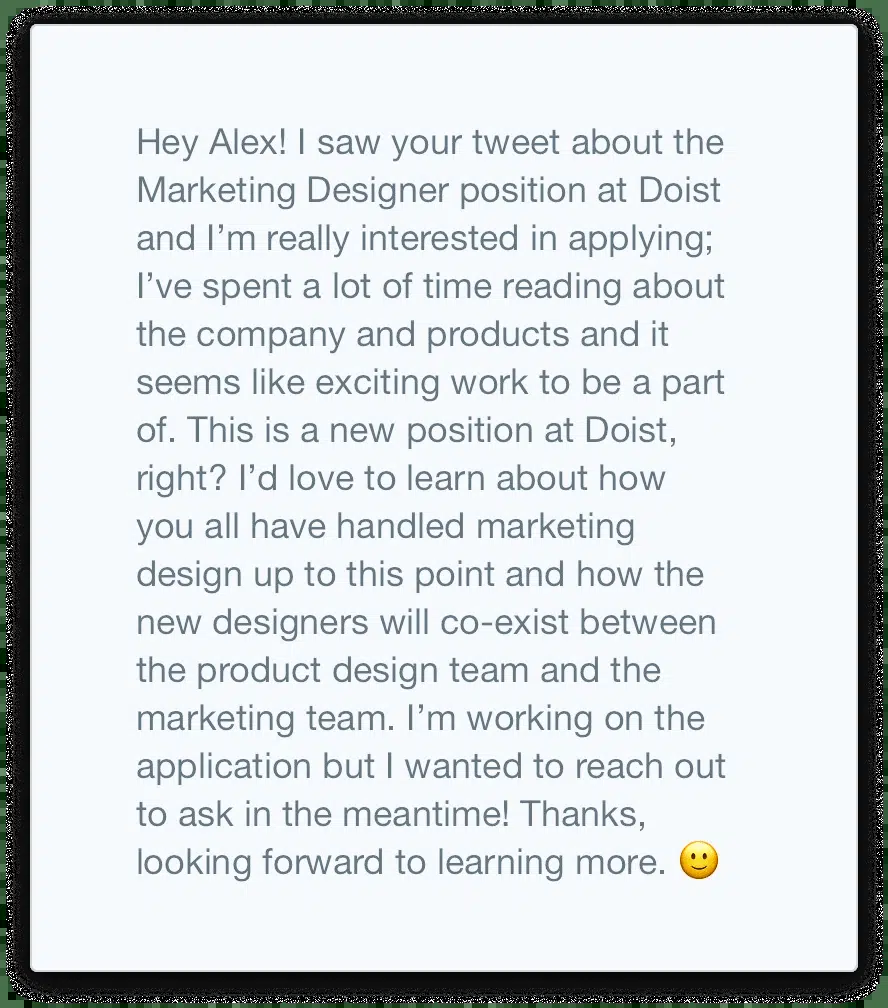 Hey Alex! I saw your tweet about the
Marketing Designer position at Doist
and I’m really interested in applying;
I’ve spent a lot of time reading about
the company and products and it
seems like exciting work to be a part
of. This is a new position at Doist,
right? I’d love to learn about how
you all have handled marketing
design up to this point and how the
new designers will co-exist between
the product design team and the
marketing team. I’m working on the
application but I wanted to reach out
to ask in the meantime! Thanks,
looking forward to learning more. 🙂